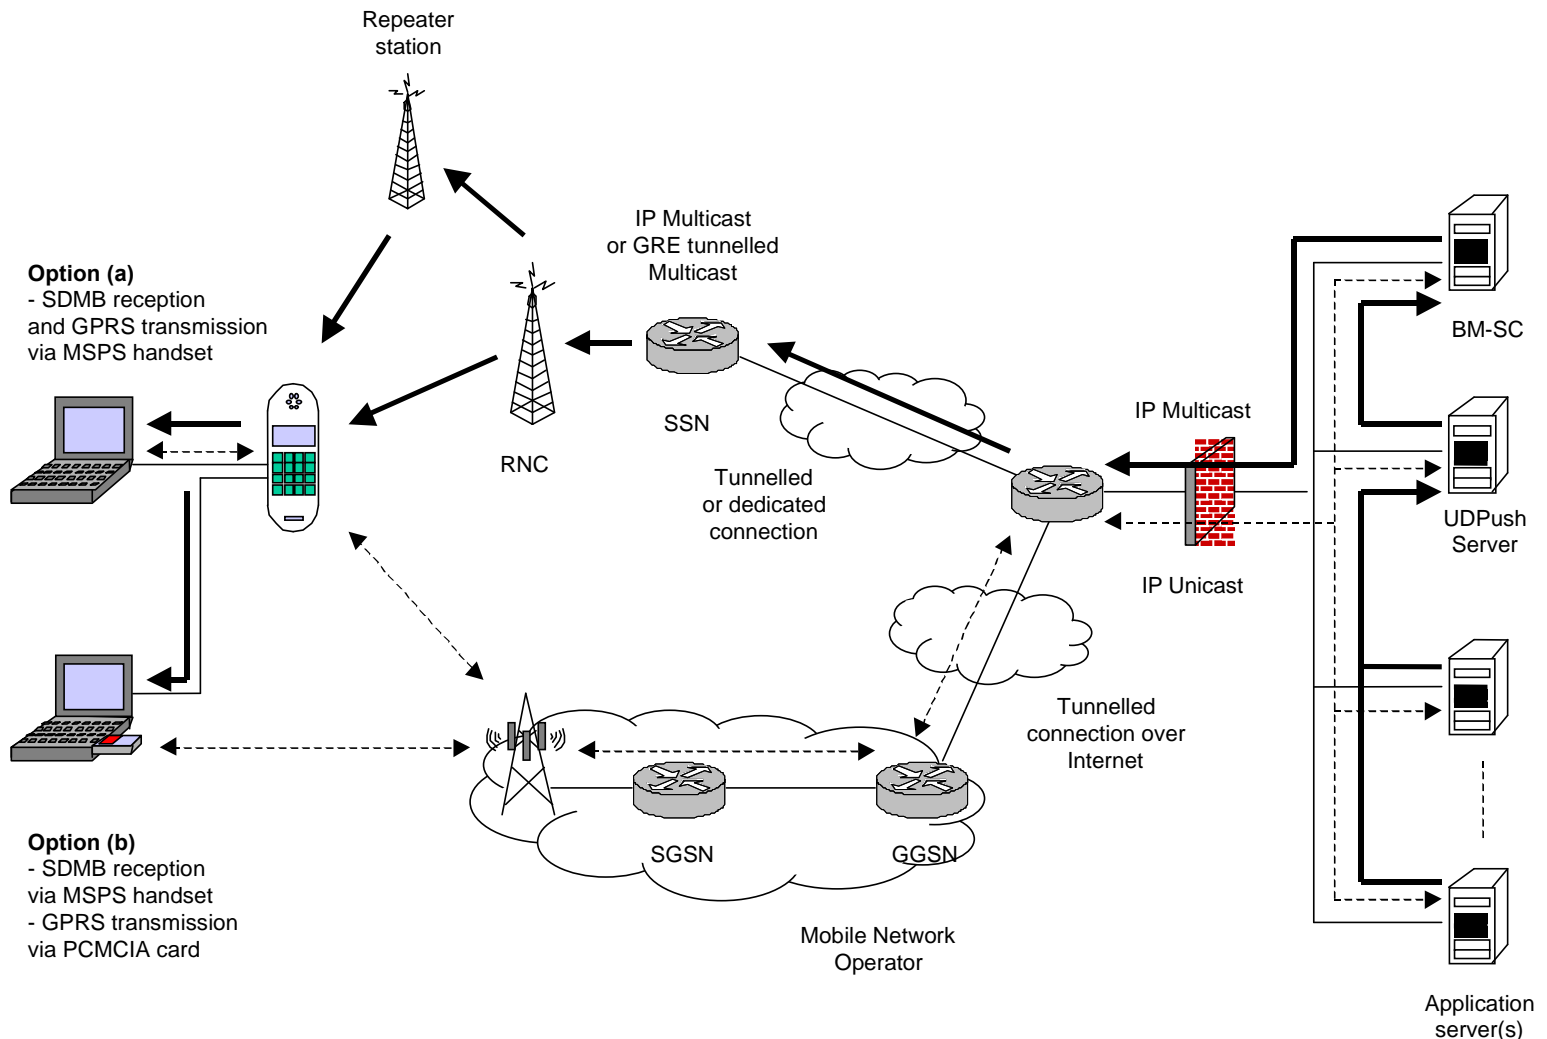 Repeater
station
IP Multicast
or GRE tunnelled
Multicast
Option (a)
- SDMB reception
and GPRS transmission
via MSPS handset
BM-SC
IP Multicast
SSN
RNC
Tunnelled
or dedicated
connection
UDPush
Server
IP Unicast
Tunnelled
connection over
Internet
Option (b)
- SDMB reception
via MSPS handset
- GPRS transmission
via PCMCIA card
SGSN
GGSN
Mobile Network
Operator
Application
server(s)